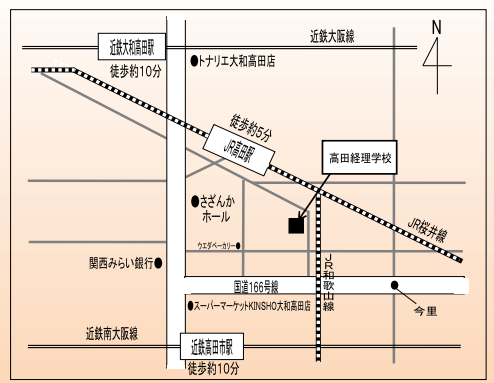 近鉄大阪線
N
近鉄大和高田駅
徒歩約10分
●トナリエ大和高田店
徒歩約5分
JR高田駅
高田経理学校
●さざんか
ホール
ウエダベーカリー●
JR桜井線
関西みらい銀行●
JR和歌山線
国道166号線
●スーパーマーケットKINSHO大和高田店
今里
近鉄南大阪線
近鉄高田市駅
徒歩約10分